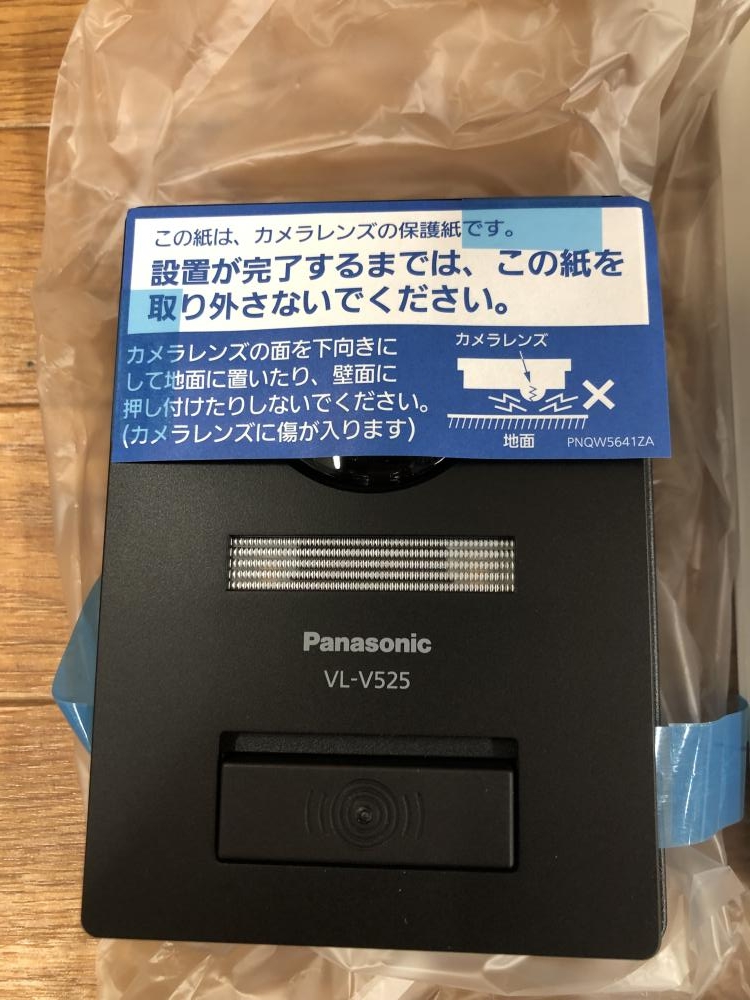 この紙は、カメラレンズの保護紙です。
設置が完了するまでは、この紙を
取り外さないでください。
カメラレンズの面を下向きに
して地面に置いたり、壁面に
押し付けたりしないでください。
(カメラレンズに傷が入ります)
カメラレンズ
地面
PNQW5641ZA
Panasonic
VL-V525